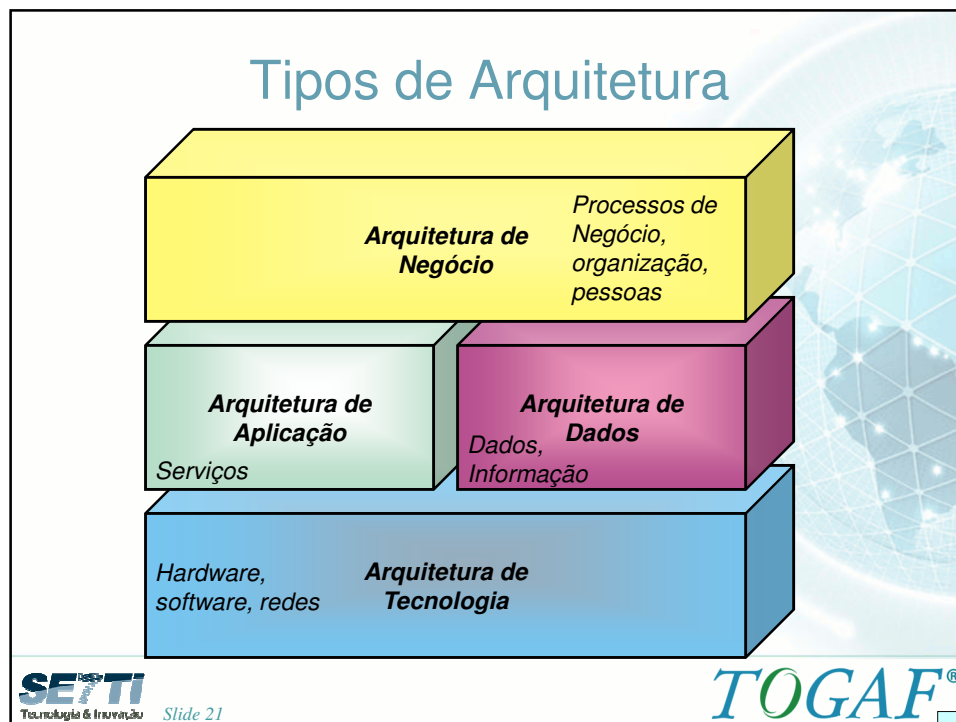 Tipos de Arquitetura
Arquitetura de
Negócio
Processos de
Negócio,
organização,
pessoas
Arquitetura de
Aplicação
Serviços
Arquitetura de
Dados
Dados,
Informação
Hardware,
software, redes
Arquitetura de
Tecnologia
SETTI
Tecnologia & Inovação
Slide 21
TOGAF®